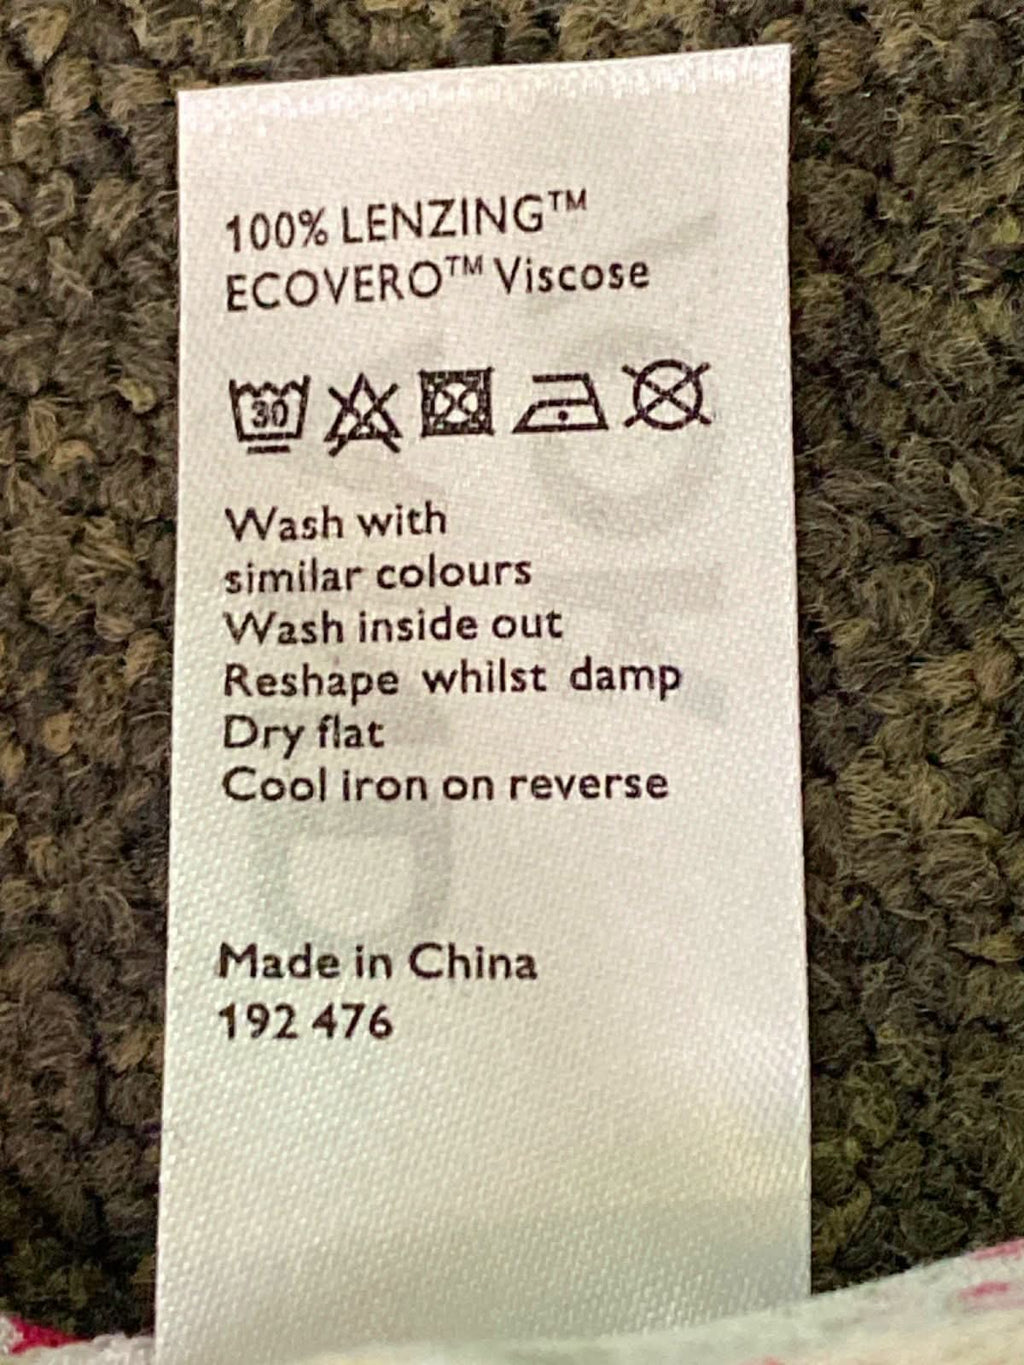 100% LENZING™
ECOVERO™ Viscose
30
Wash with
similar colours
Wash inside out
Reshape whilst damp
Dry flat
Cool iron on reverse
Made in China
192 476